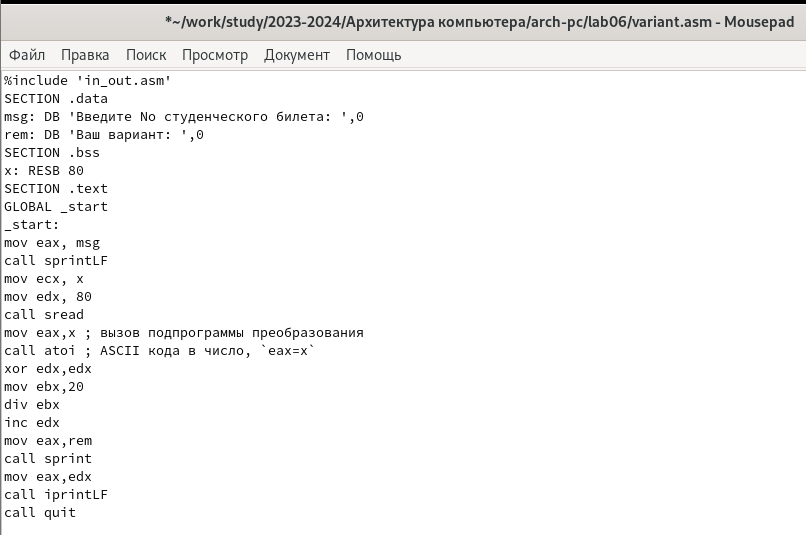 *~/work/study/2023-2024/Архитектура компьютера/arch-pc/lab06/variant.asm - Mousepad
Файл Правка Поиск Просмотр Документ Помощь
%include 'in_out.asm'
SECTION .data
msg: DB 'Введите No студенческого билета: ',0
rem: DB 'Ваш вариант: ',0
SECTION .bss
x: RESB 80
SECTION .text
GLOBAL _start
_start:
mov eax, msg
call sprintLF
mov ecx, x
mov edx, 80
call sread
mov eax,x ; вызов подпрограммы преобразования
call atoi ; ASCII кода в число, `eax=x`
xor edx,edx
mov ebx,20
div ebx
inc edx
mov eax,rem
call sprint
mov eax,edx
call iprintLF
call quit